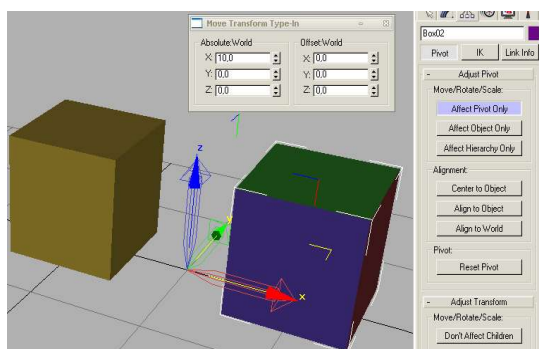 Move Transform Type-In
Absolute:World
X: 10,0
Y: 0,0
Z: 0,0
Offset:World
X: 0,0
Y: 0,0
Z: 0,0
z
y
x
Box02
Pivot
IK
Link Info
- Adjust Pivot
Move/Rotate/Scale:
Affect Pivot Only
Affect Object Only
Affect Hierarchy Only
Alignment:
Center to Object
Align to Object
Align to World
Pivot:
Reset Pivot
- Adjust Transform
Move/Rotate/Scale:
Don't Affect Children